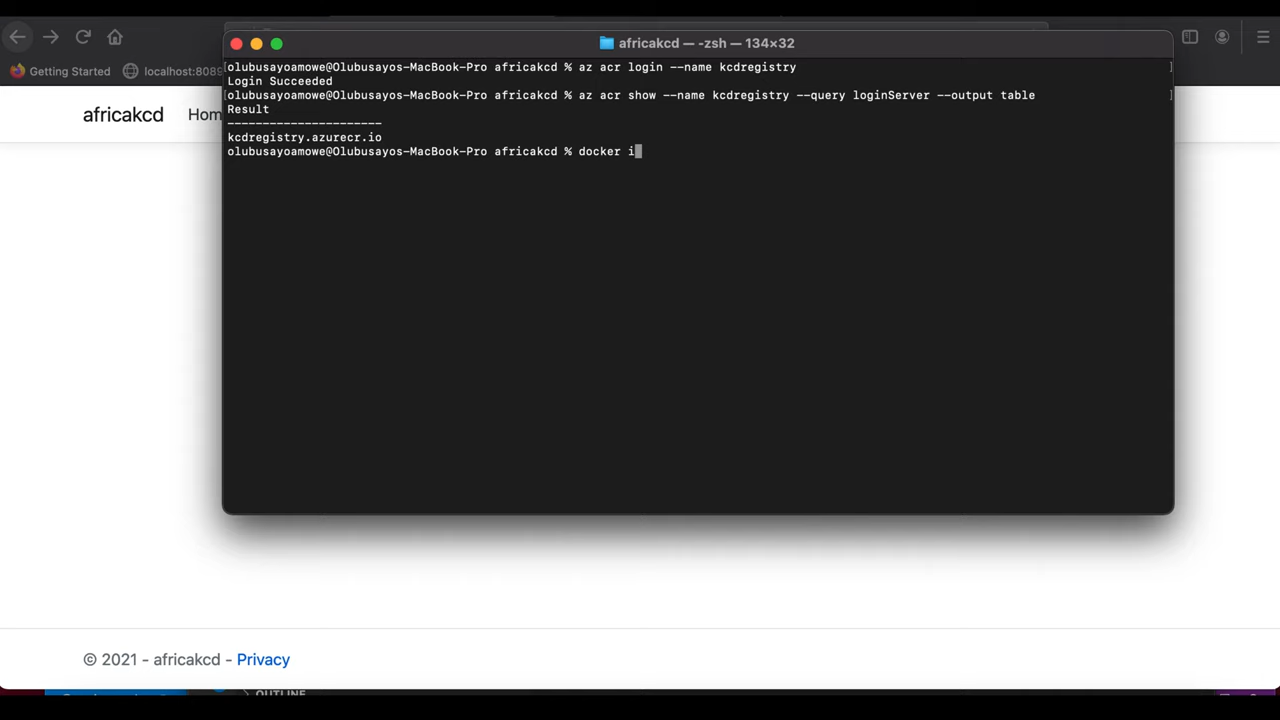 africakcd — -zsh — 134×32
Getting Started
localhost:8089
africakcd
Hom
olubusayoamowe@Olubusayos-MacBook-Pro africakcd % az acr login --name kcdregistry
Login Succeeded
olubusayoamowe@Olubusayos-MacBook-Pro africakcd % az acr show --name kcdregistry --query loginServer --output table
Result
----------------------
kcdregistry.azurecr.io
olubusayoamowe@Olubusayos-MacBook-Pro africakcd % docker i
© 2021 - africakcd - Privacy
OUTLINE